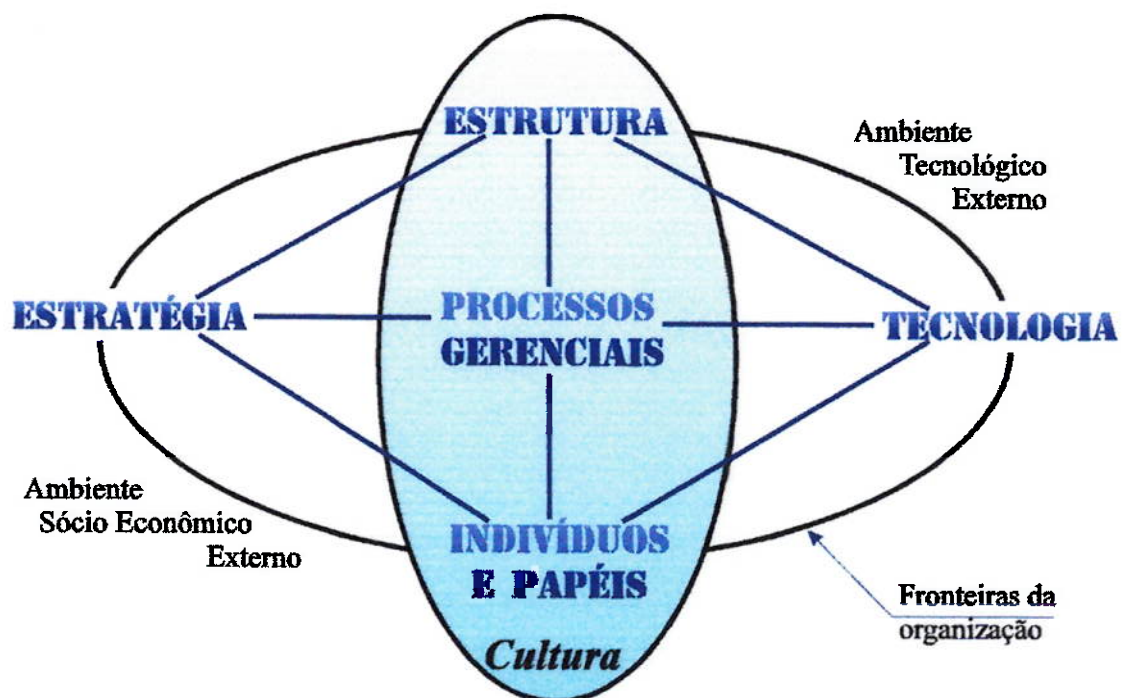 ESTRUTURA
Ambiente
Tecnológico
Externo
ESTRATÉGIA
PROCESSOS
GERENCIAIS
TECNOLOGIA
Ambiente
Sócio Econômico
Externo
INDIVÍDUOS
E PAPÉIS
Cultura
Fronteiras da
organização